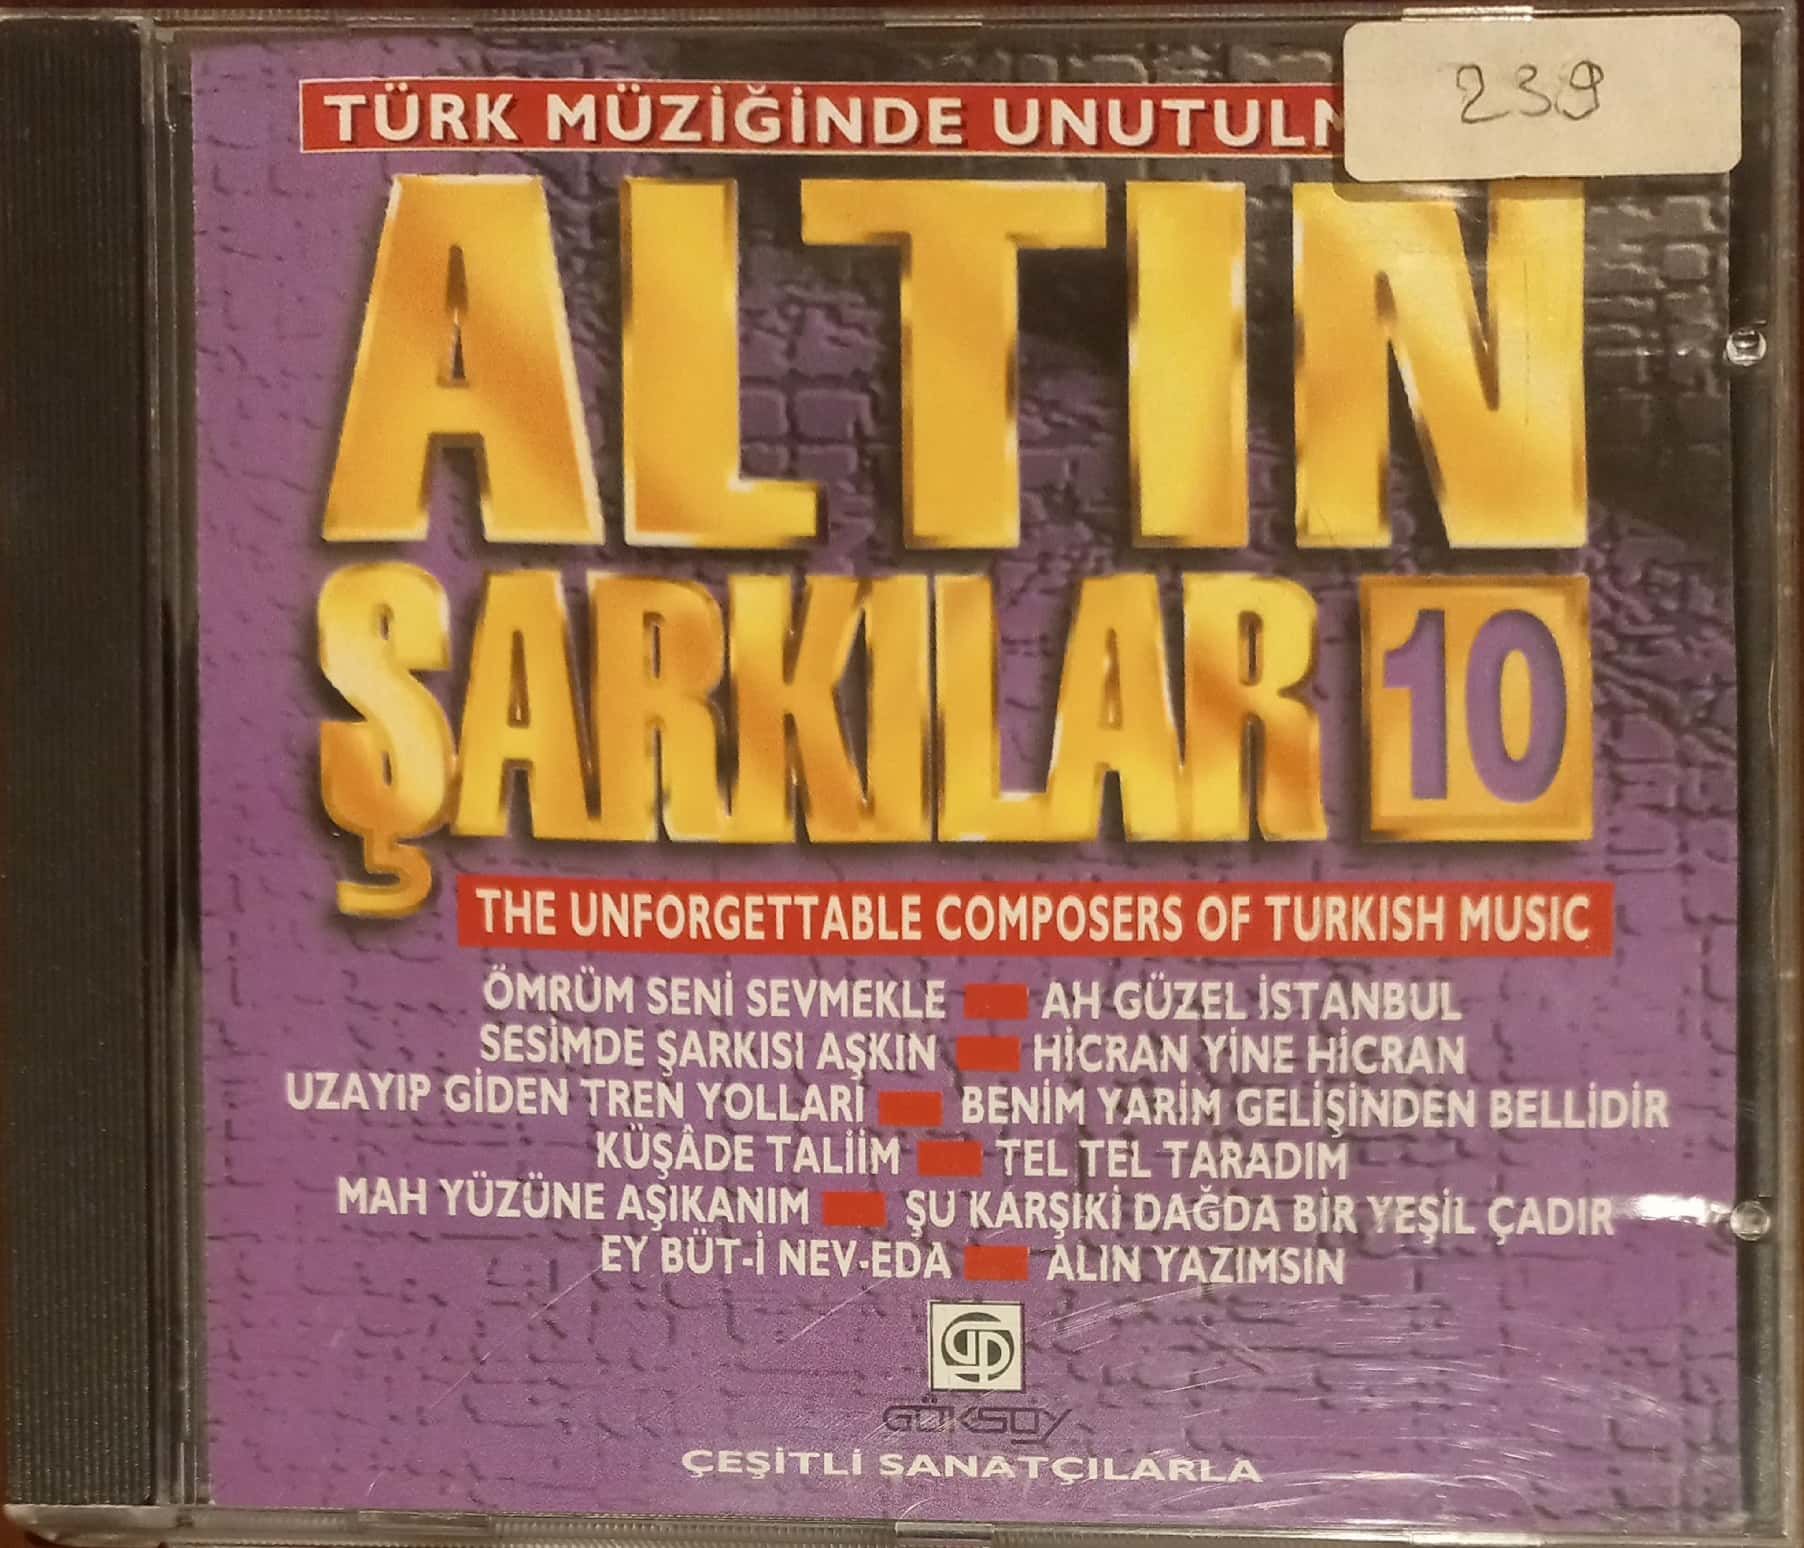 239
TÜRK MÜZİĞİNDE
ALTIN
ŞARKILAR 10
THE UNFORGETTABLE COMPOSERS OF TURKISH MUSIC
ÖMRÜM SENİ SEVMEKLE AH GÜZEL İSTANBUL
SESİMDE ŞARKISI AŞKIN HİCRAN YİNE HİCRAN
UZAYIP GİDEN TREN YOLLARI BENİM YARİM GELİŞİNDEN BELLİDİR
KÜŞÂDE TALİİM TEL TEL TARADIM
MAH YÜZÜNE AŞIKANIM ŞU KARŞIKİ DAĞDA BİR YEŞİL ÇADIR
EY BÜT-İ NEV-EDA ALIN YAZIMSIN
GÖKSOY
ÇEŞİTLİ SANATÇILARLA